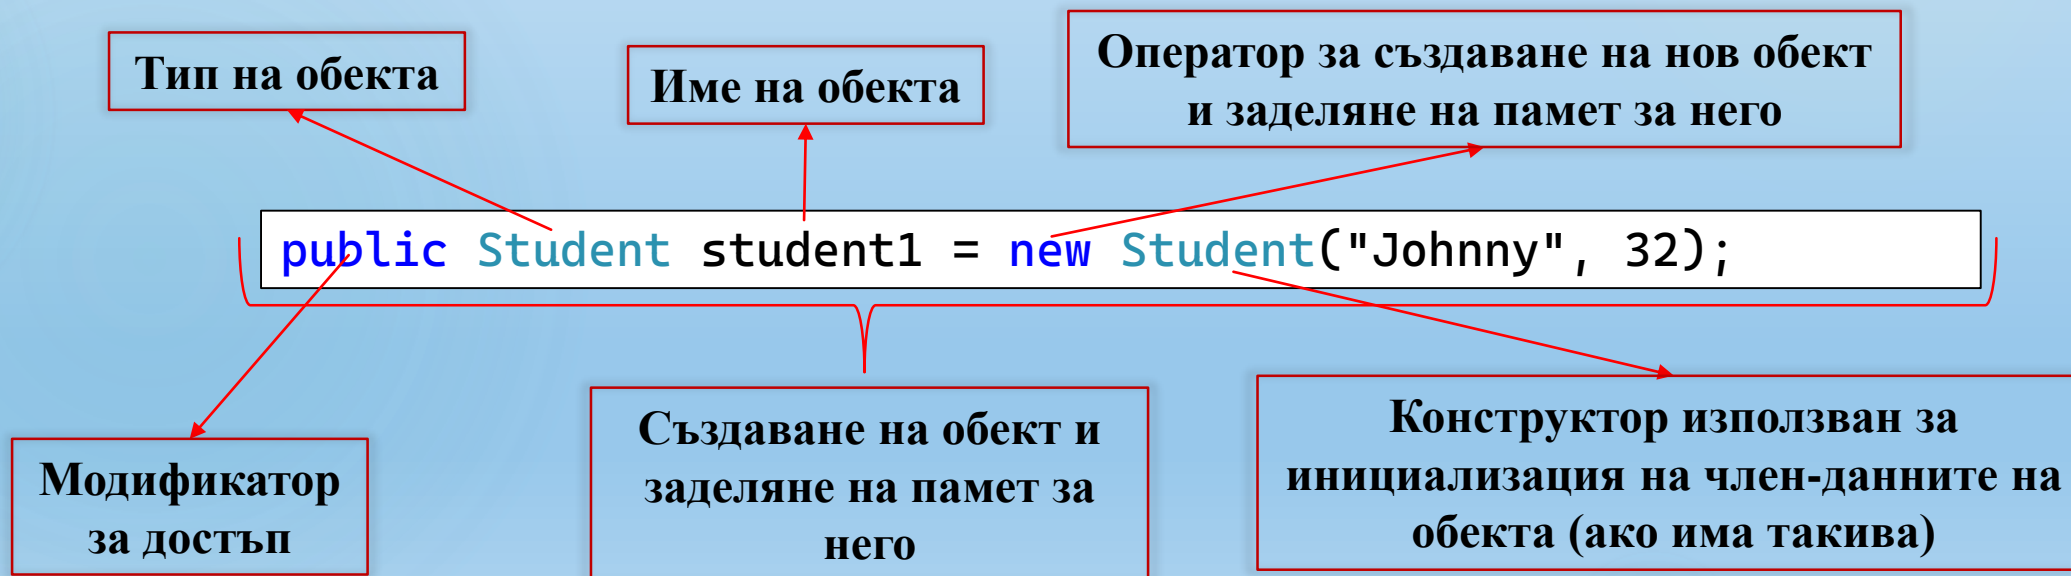 Тип на обекта
Име на обекта
Оператор за създаване на нов обект
и заделяне на памет за него
public Student student1 = new Student("Johnny", 32);
Модификатор
за достъп
Създаване на обект и
заделяне на памет за
него
Конструктор използван за
инициализация на член-данните на
обекта (ако има такива)